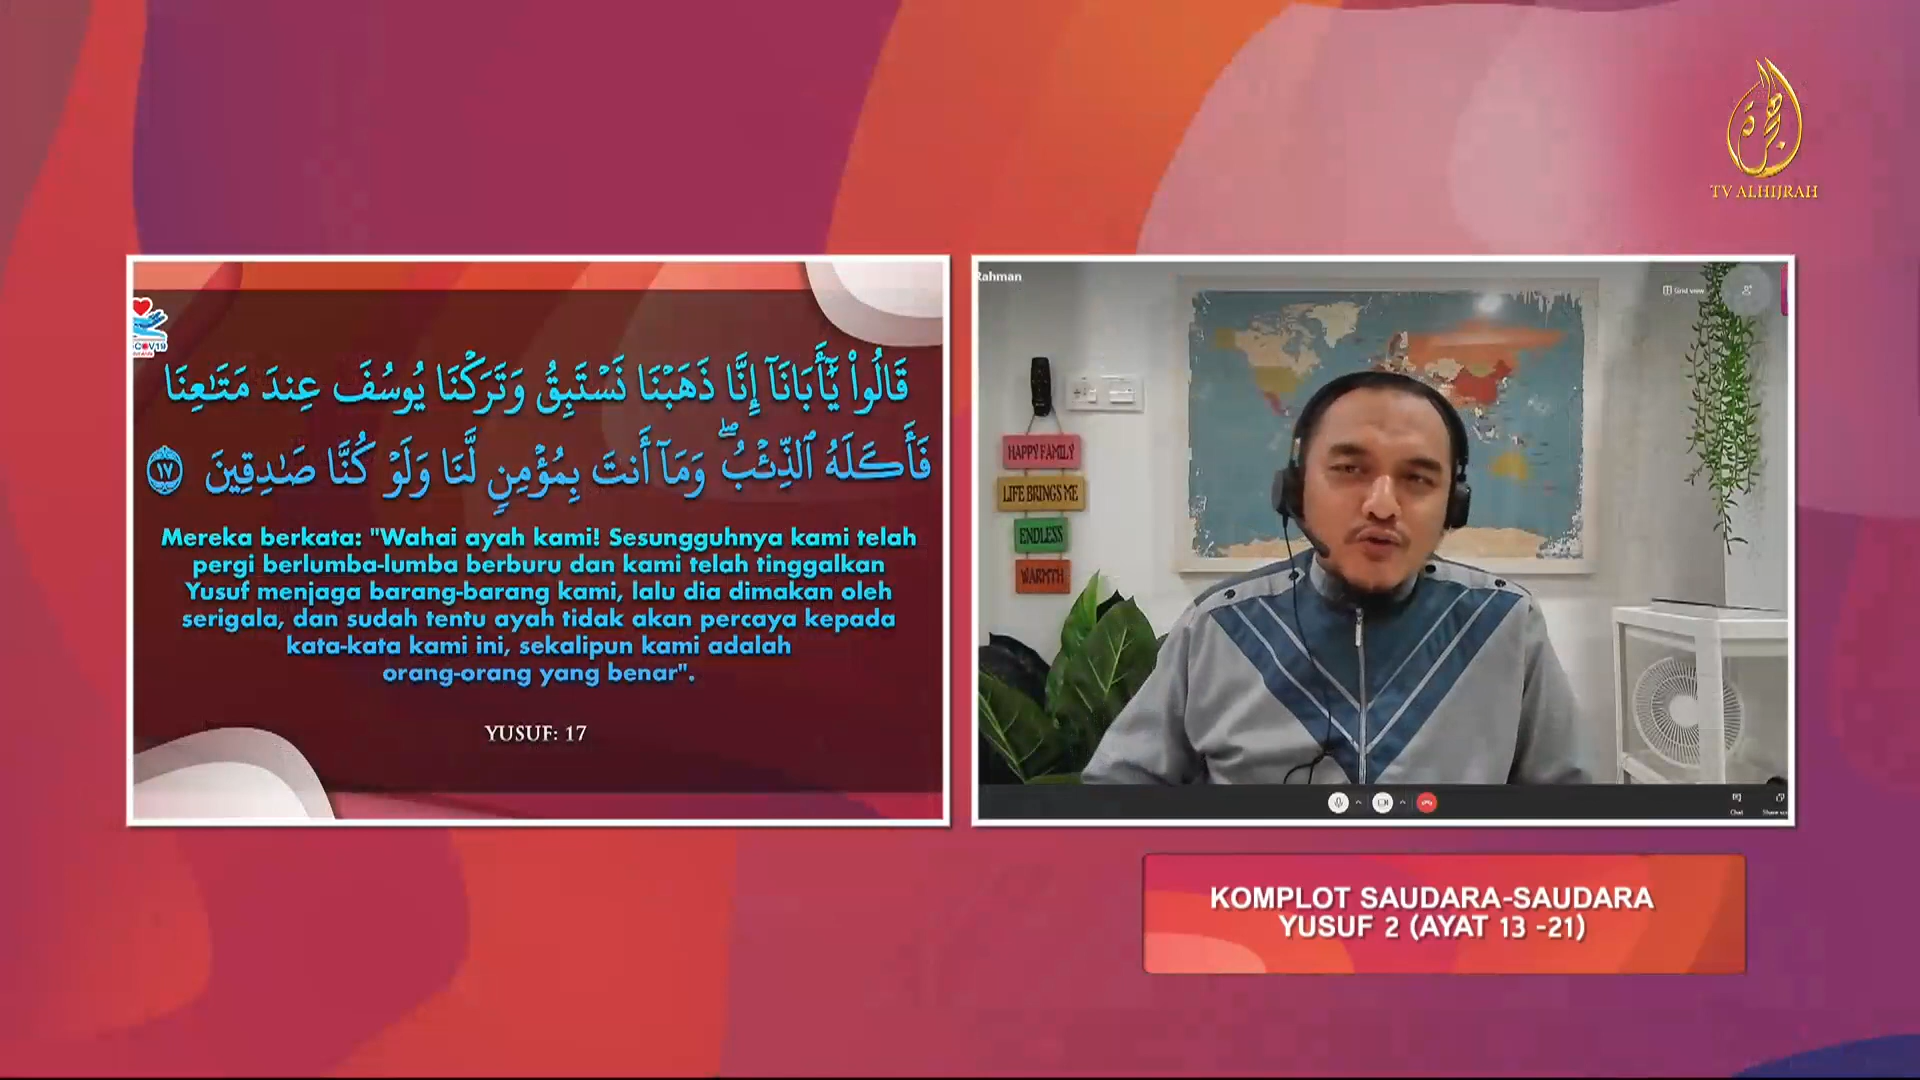 TV ALHIJRAH
قَالُوا۟ يَٰٓأَبَانَآ إِنَّا ذَهَبْنَا نَسْتَبِقُ وَتَرَكْنَا يُوسُفَ عِندَ مَتَٰعِنَا
فَأَكَلَهُ ٱلذِّئْبُ ۖ وَمَآ أَنتَ بِمُؤْمِنٍ لَّنَا وَلَوْ كُنَّا صَٰدِقِينَ ١٧
Mereka berkata: "Wahai ayah kami! Sesungguhnya kami telah
pergi berlumba-lumba berburu dan kami telah tinggalkan
Yusuf menjaga barang-barang kami, lalu dia dimakan oleh
serigala, dan sudah tentu ayah tidak akan percaya kepada
kata-kata kami ini, sekalipun kami adalah
orang-orang yang benar".
YUSUF: 17
Rahman
Grid view
HAPPY FAMILY
LIFE BRINGS ME
ENDLESS
WARMTH
Chat
KOMPLOT SAUDARA-SAUDARA
YUSUF 2 (AYAT 13 -21)